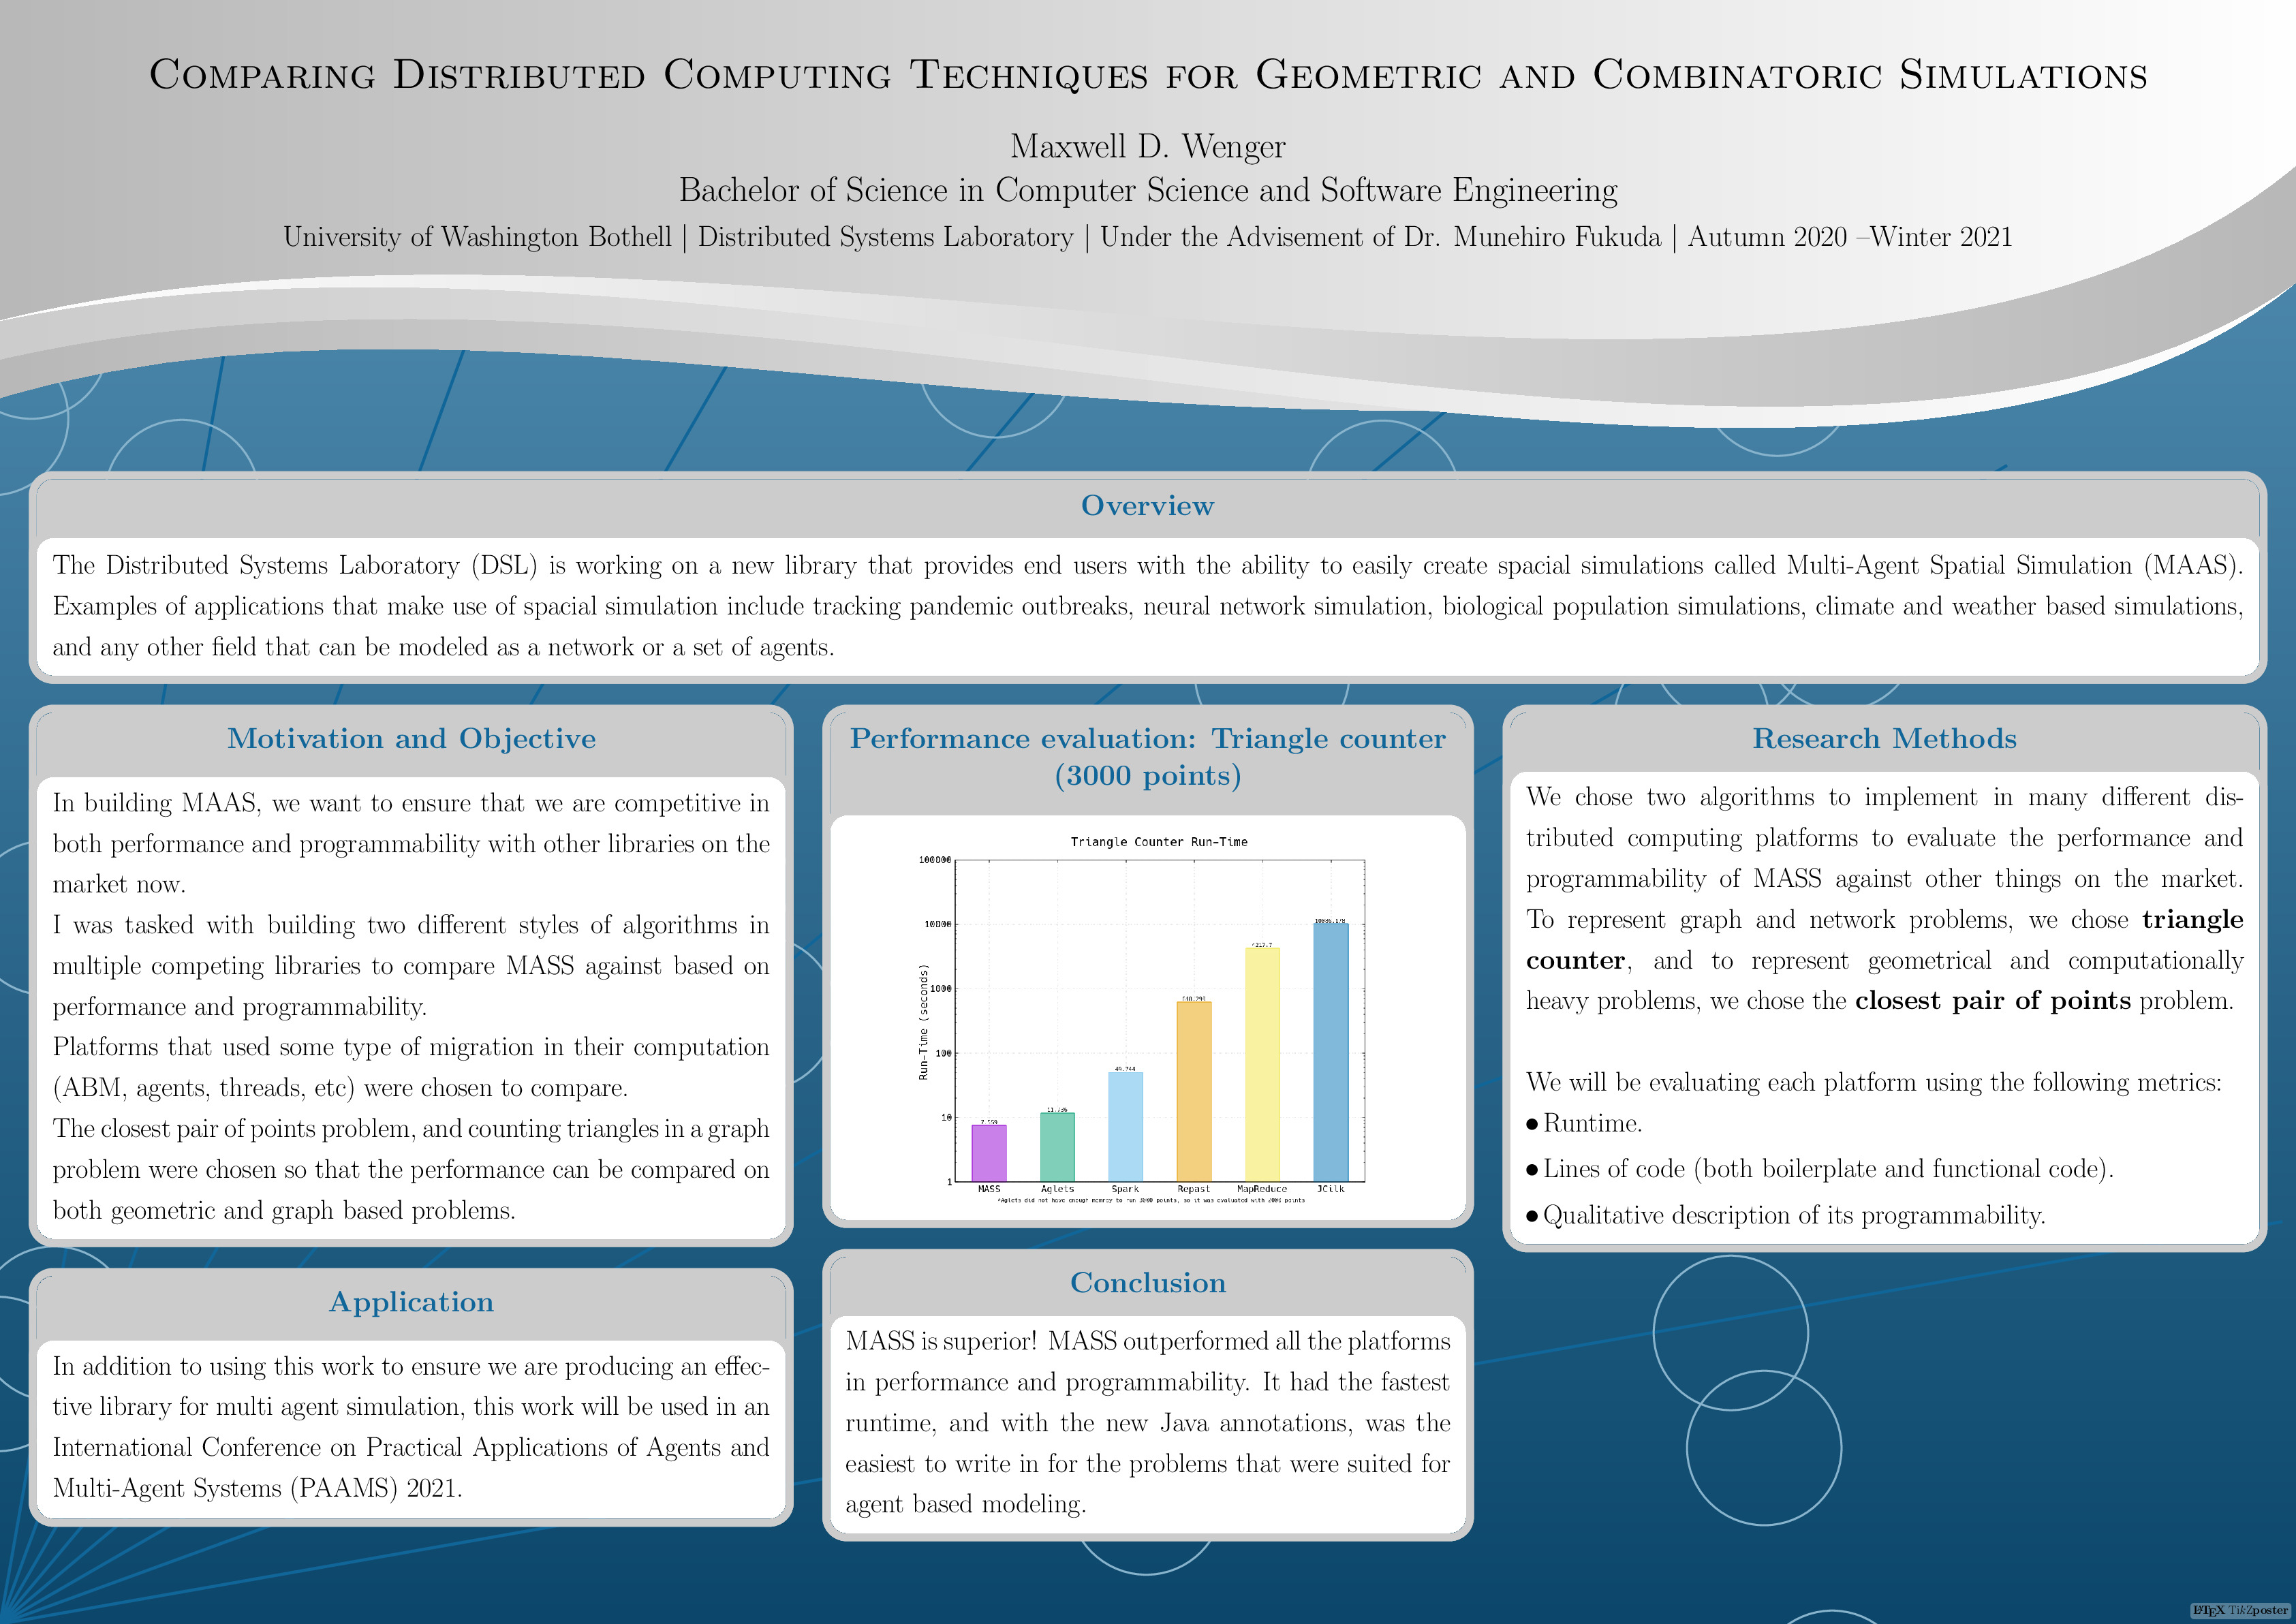 Comparing Distributed Computing Techniques for Geometric and Combinatoric Simulations
Maxwell D. Wenger
Bachelor of Science in Computer Science and Software Engineering
University of Washington Bothell | Distributed Systems Laboratory | Under the Advisement of Dr. Munehiro Fukuda | Autumn 2020 –Winter 2021
Overview
The Distributed Systems Laboratory (DSL) is working on a new library that provides end users with the ability to easily create spacial simulations called Multi-Agent Spatial Simulation (MAAS).
Examples of applications that make use of spacial simulation include tracking pandemic outbreaks, neural network simulation, biological population simulations, climate and weather based simulations,
and any other field that can be modeled as a network or a set of agents.
Motivation and Objective
In building MAAS, we want to ensure that we are competitive in
both performance and programmability with other libraries on the
market now.
I was tasked with building two different styles of algorithms in
multiple competing libraries to compare MASS against based on
performance and programmability.
Platforms that used some type of migration in their computation
(ABM, agents, threads, etc) were chosen to compare.
The closest pair of points problem, and counting triangles in a graph
problem were chosen so that the performance can be compared on
both geometric and graph based problems.
Application
In addition to using this work to ensure we are producing an effec-
tive library for multi agent simulation, this work will be used in an
International Conference on Practical Applications of Agents and
Multi-Agent Systems (PAAMS) 2021.
Performance evaluation: Triangle counter
(3000 points)
Triangle Counter Run-Time
Run-Time (seconds)
100000
10000
1000
100
10
1
49.744
4217.7
MASS Aglets Spark Repast MapReduce JCilk
*Aglets did not have enough memory to run 3000 points, so it was evaluated with 2001 points
Conclusion
MASS is superior! MASS outperformed all the platforms
in performance and programmability. It had the fastest
runtime, and with the new Java annotations, was the
easiest to write in for the problems that were suited for
agent based modeling.
Research Methods
We chose two algorithms to implement in many different dis-
tributed computing platforms to evaluate the performance and
programmability of MASS against other things on the market.
To represent graph and network problems, we chose triangle
counter, and to represent geometrical and computationally
heavy problems, we chose the closest pair of points problem.
We will be evaluating each platform using the following metrics:
• Runtime.
• Lines of code (both boilerplate and functional code).
• Qualitative description of its programmability.
LATEX TikZposter